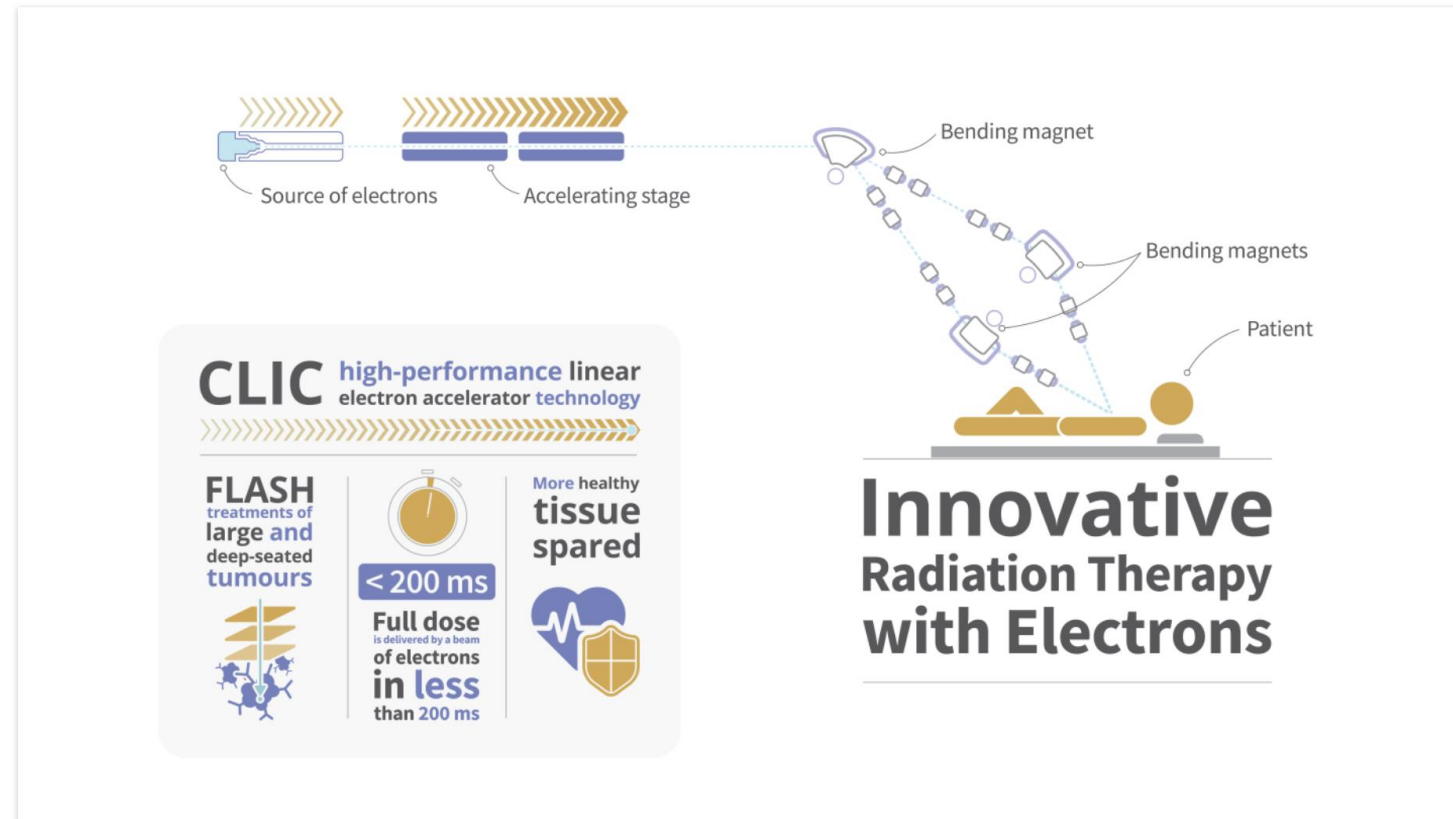 Bending magnet
Source of electrons
Accelerating stage
Bending magnets
Patient
CLIC high-performance linear
electron accelerator technology
FLASH
treatments of
large and
deep-seated
tumours
< 200 ms
Full dose
is delivered by a beam
of electrons
in less
than 200 ms
More healthy
tissue
spared
Innovative
Radiation Therapy
with Electrons